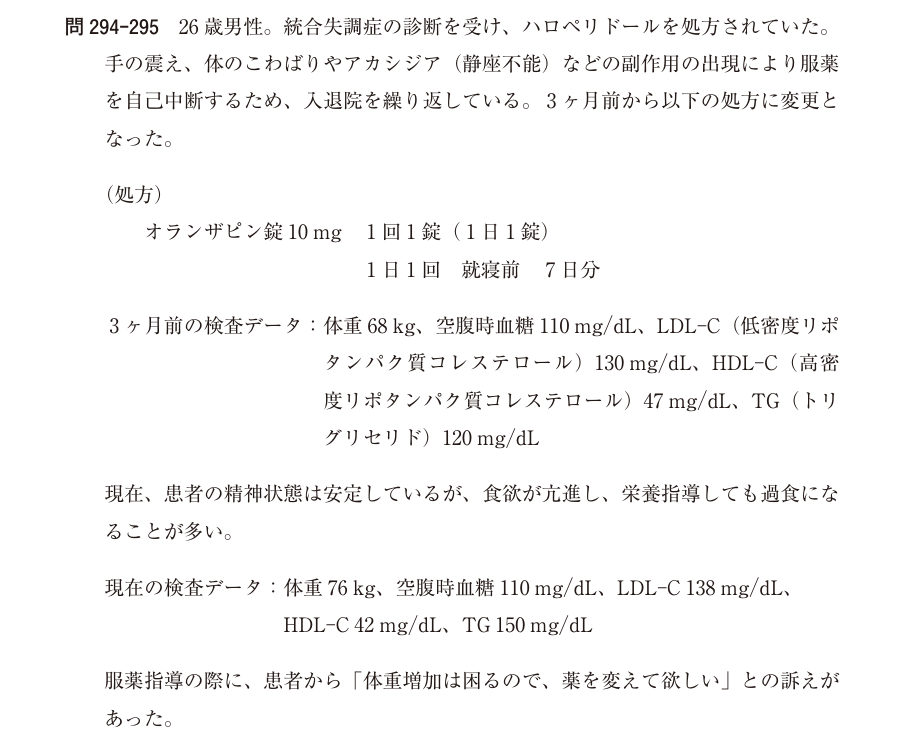 問 294-295　26 歳男性。統合失調症の診断を受け、ハロペリドールを処方されていた。
手の震え、体のこわばりやアカシジア（静座不能）などの副作用の出現により服薬
を自己中断するため、入退院を繰り返している。３ヶ月前から以下の処方に変更と
なった。
（処方）
オランザピン錠 10 mg　１回１錠（１日１錠）
１日１回　就寝前　７日分
３ヶ月前の検査データ：体重 68 kg、空腹時血糖 110 mg/dL、LDL-C（低密度リポ
タンパク質コレステロール）130 mg/dL、HDL-C（高密
度リポタンパク質コレステロール）47 mg/dL、TG（トリ
グリセリド）120 mg/dL
現在、患者の精神状態は安定しているが、食欲が亢進し、栄養指導しても過食にな
ることが多い。
現在の検査データ：体重 76 kg、空腹時血糖 110 mg/dL、LDL-C 138 mg/dL、
HDL-C 42 mg/dL、TG 150 mg/dL
服薬指導の際に、患者から「体重増加は困るので、薬を変えて欲しい」との訴えが
あった。